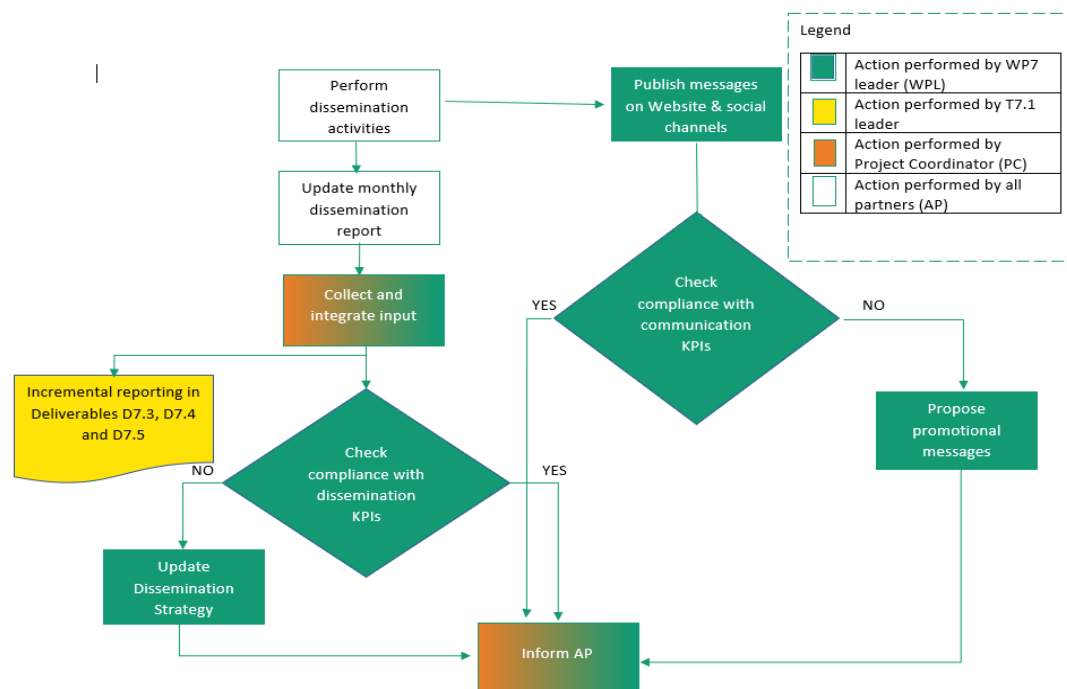 Legend
Action performed by WP7
leader (WPL)
Action performed by T7.1
leader
Action performed by
Project Coordinator (PC)
Action performed by all
partners (AP)
Perform
dissemination
activities
Publish messages
on Website & social
channels
Update monthly
dissemination
report
Collect and
integrate input
Check
compliance with
communication
KPIs
YES
NO
Incremental reporting in
Deliverables D7.3, D7.4
and D7.5
Propose
promotional
messages
Check
compliance with
dissemination
KPIs
NO
YES
Update
Dissemination
Strategy
Inform AP